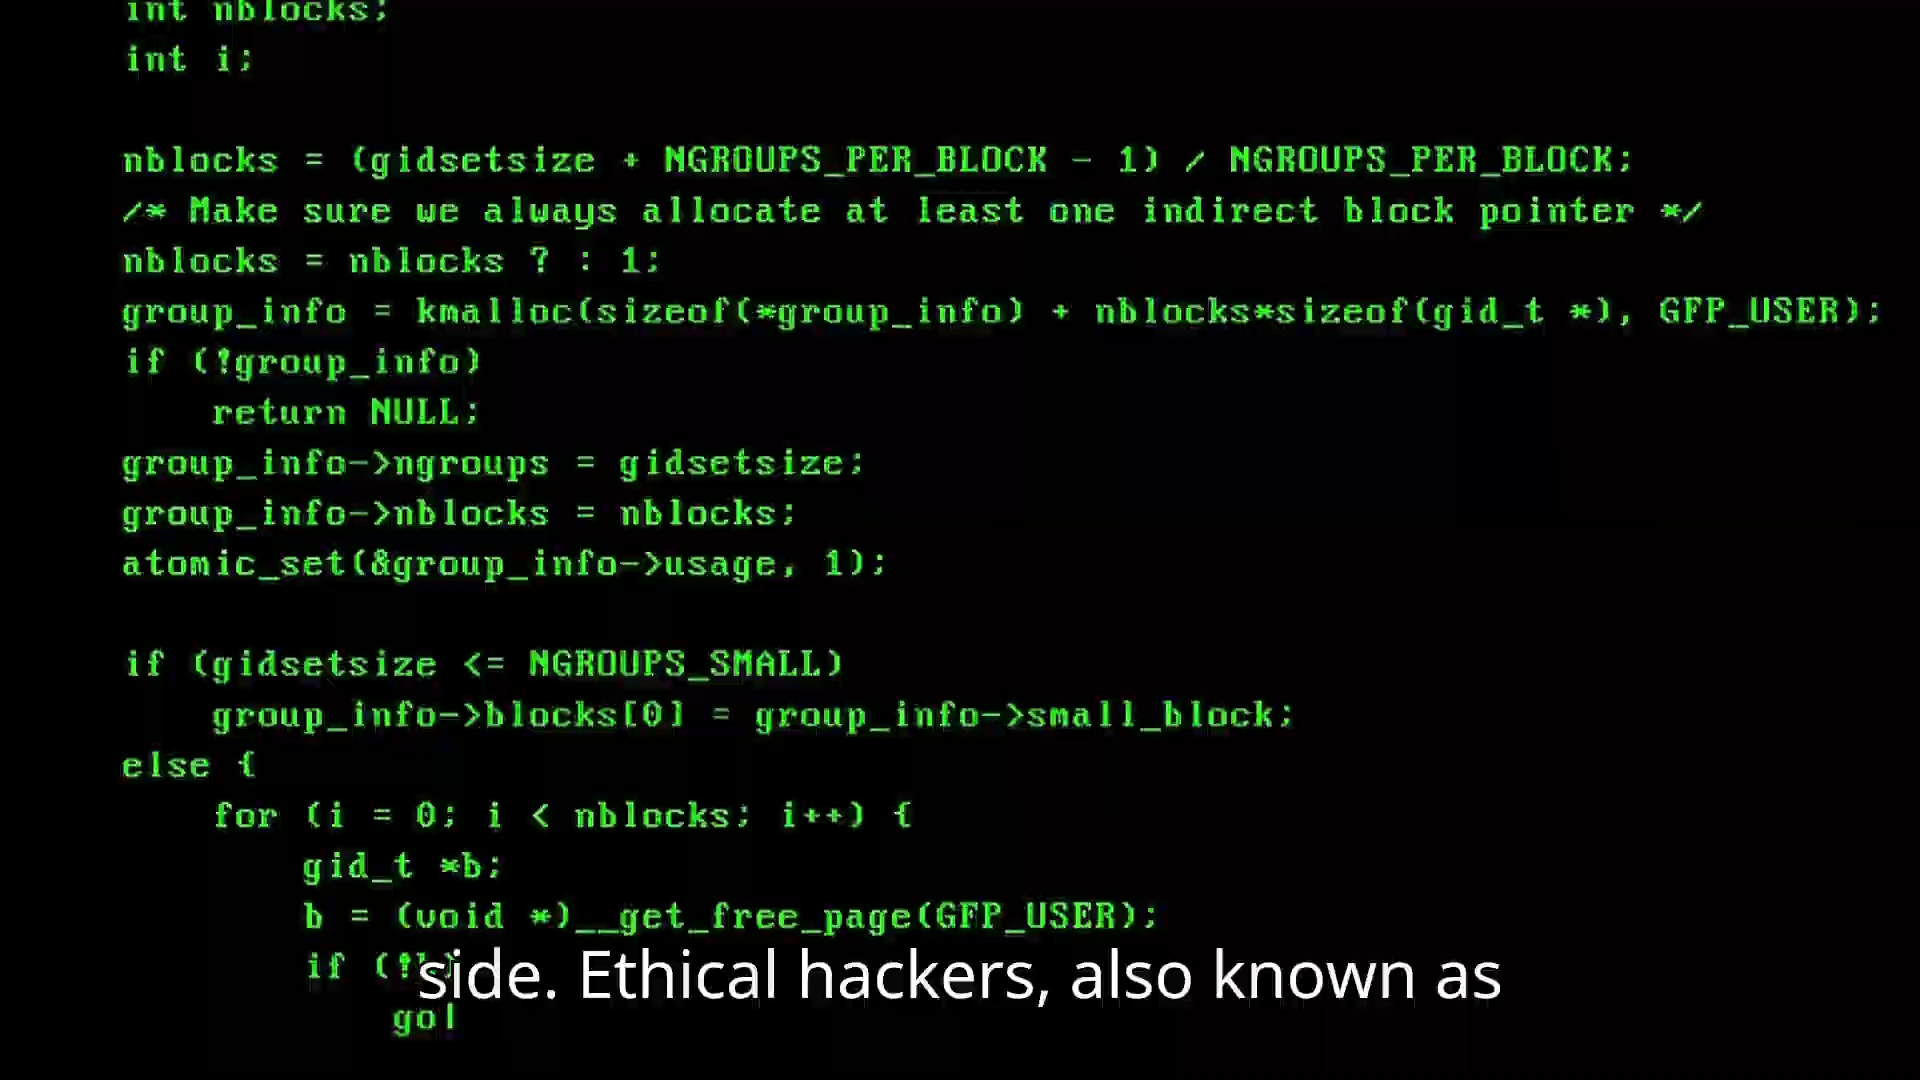 int nblocks;
int i;
nblocks = (gidsetsize + NGROUPS_PER_BLOCK - 1) / NGROUPS_PER_BLOCK;
/* Make sure we always allocate at least one indirect block pointer */
nblocks = nblocks ? : 1;
group_info = kmalloc(sizeof(*group_info) + nblocks*sizeof(gid_t *), GFP_USER);
if (!group_info)
return NULL;
group_info->ngroups = gidsetsize;
group_info->nblocks = nblocks;
atomic_set(&group_info->usage, 1);
if (gidsetsize <= NGROUPS_SMALL)
group_info->blocks[0] = group_info->small_block;
else {
for (i = 0; i < nblocks; i++) {
gid_t *b;
b = (void *)__get_free_page(GFP_USER);
if (!b)
go
side. Ethical hackers, also known as